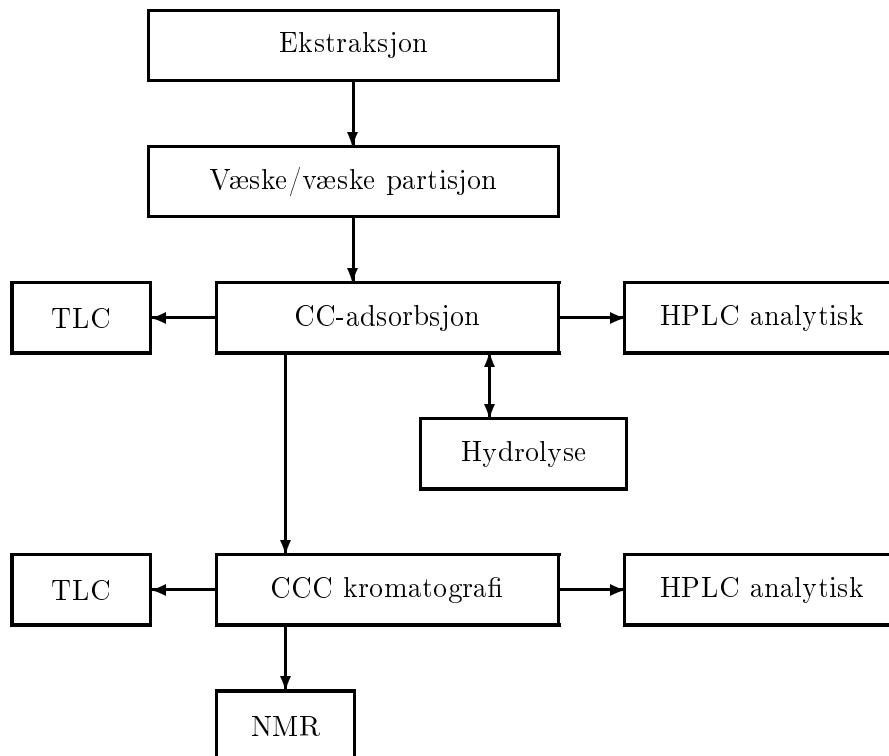 Ekstraksjon
Væske/væske partisjon
TLC
CC-adsorbsjon
HPLC analytisk
Hydrolyse
TLC
CCC kromatografi
HPLC analytisk
NMR